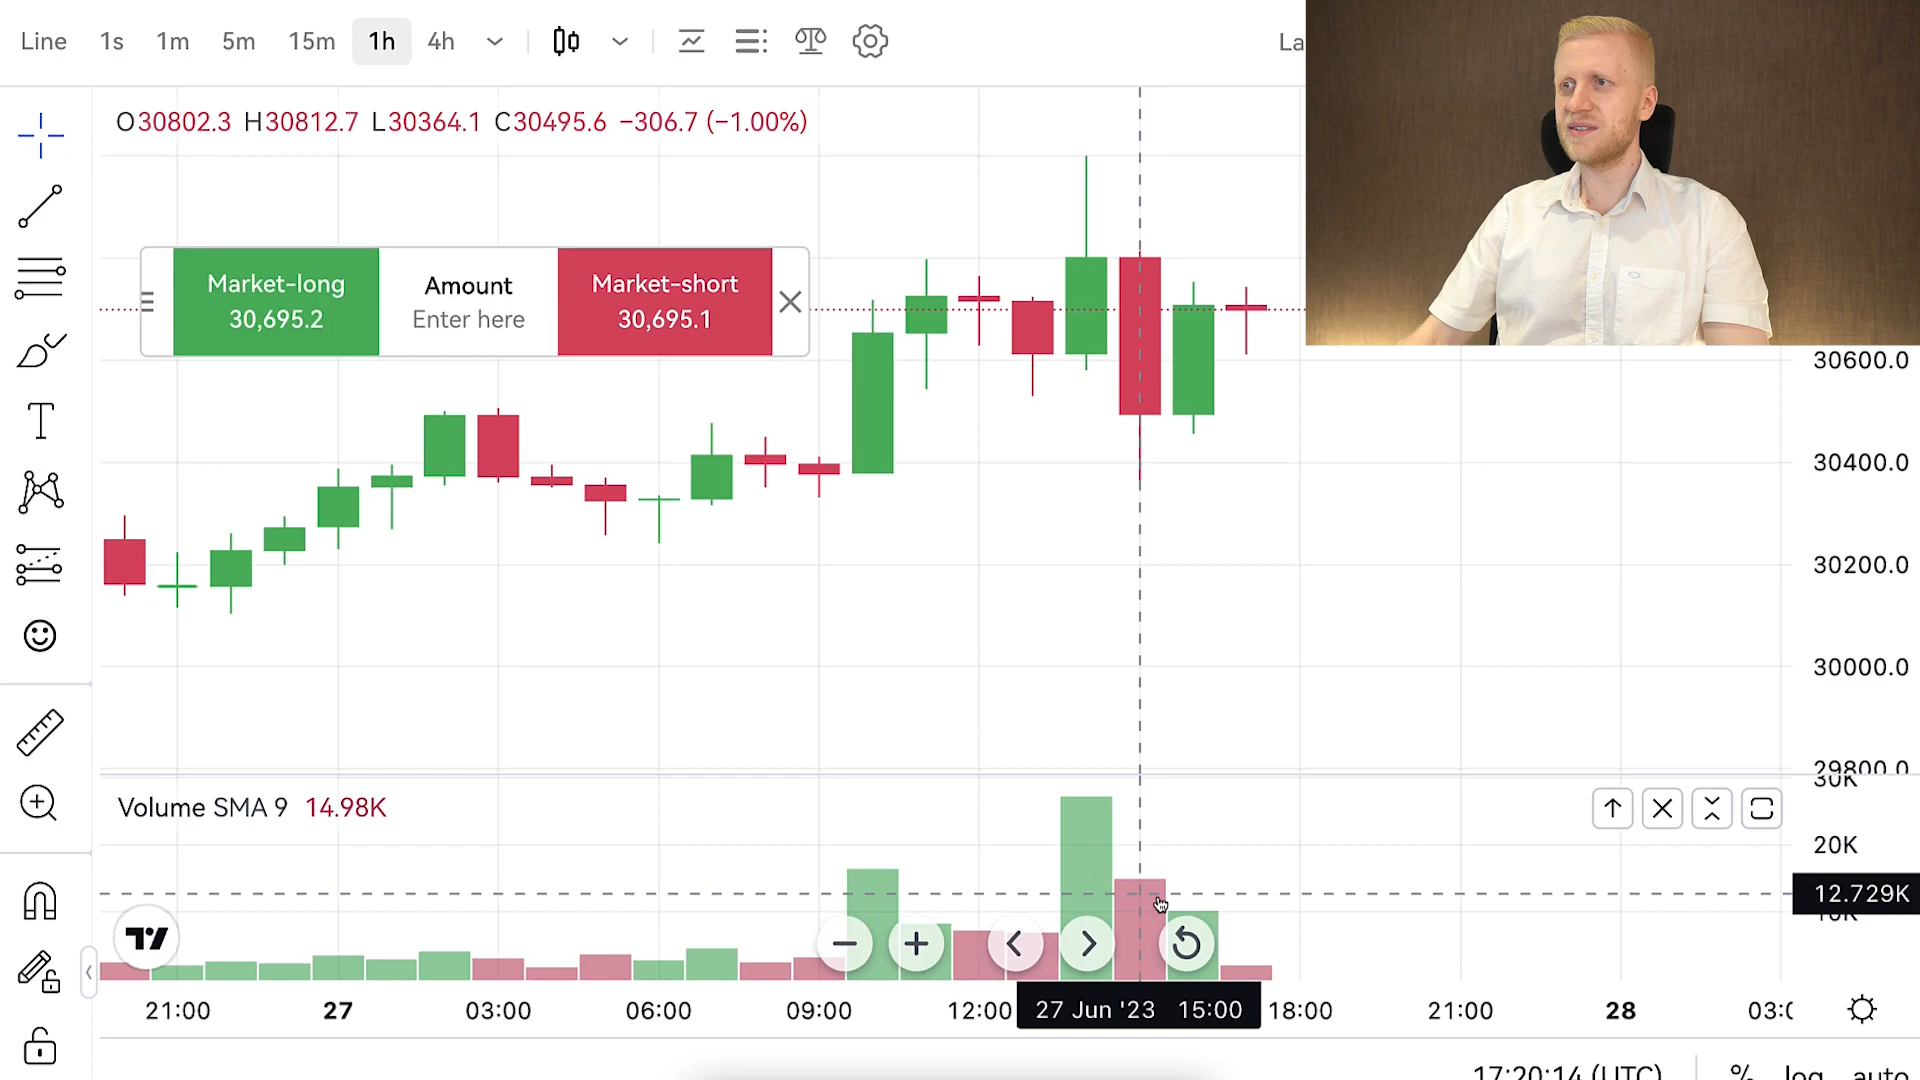 Line 1s 1m 5m 15m 1h 4h La
O30802.3 H30812.7 L30364.1 C30495.6 −306.7 (−1.00%)
Market-long
30,695.2
Amount
Enter here
Market-short
30,695.1
30600.0
30400.0
30200.0
30000.0
29800.0
30K
Volume SMA 9 14.98K
20K
12.729K
10K
21:00 27 03:00 06:00 09:00 12:00 27 Jun '23 15:00 18:00 21:00 28 03:0
17:20:14 (UTC) % log auto